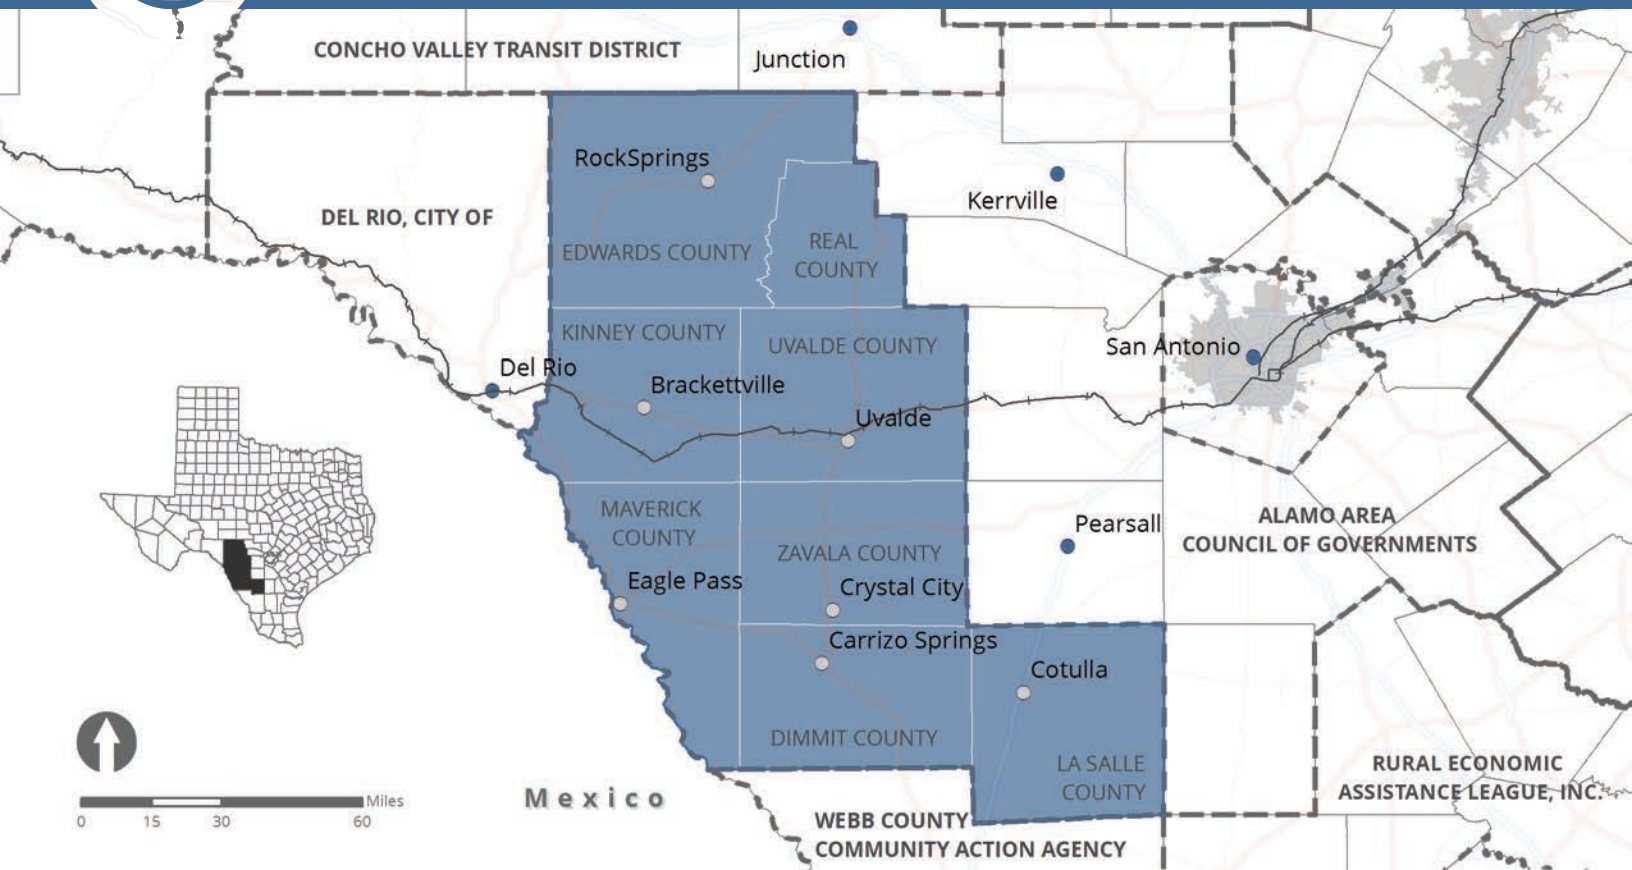 CONCHO VALLEY TRANSIT DISTRICT
Junction
RockSprings
Kerrville
DEL RIO, CITY OF
EDWARDS COUNTY
REAL
COUNTY
KINNEY COUNTY
UVALDE COUNTY
San Antonio
Del Rio
Brackettville
Uvalde
MAVERICK
COUNTY
Pearsall
ALAMO AREA
COUNCIL OF GOVERNMENTS
ZAVALA COUNTY
Eagle Pass
Crystal City
Carrizo Springs
Cotulla
DIMMIT COUNTY
LA SALLE
COUNTY
RURAL ECONOMIC
ASSISTANCE LEAGUE, INC.
Mexico
Miles
0 15 30 60
WEBB COUNTY
COMMUNITY ACTION AGENCY